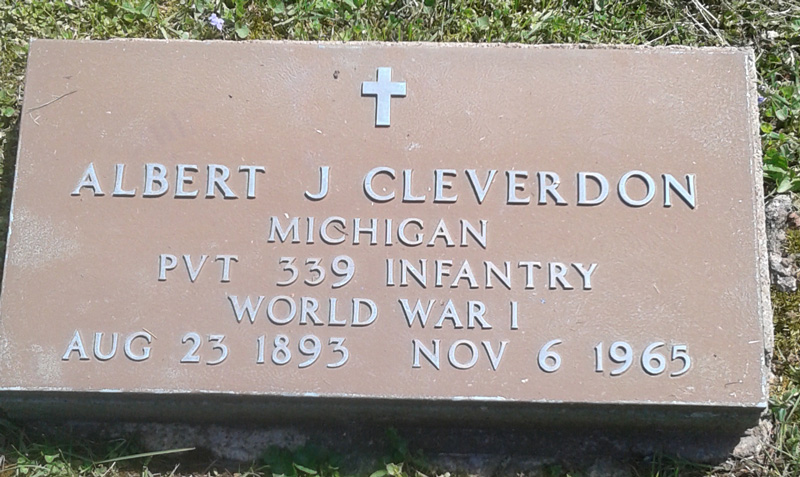 ALBERT J CLEVERDON
MICHIGAN
PVT 339 INFANTRY
WORLD WAR I
AUG 23 1893 NOV 6 1965